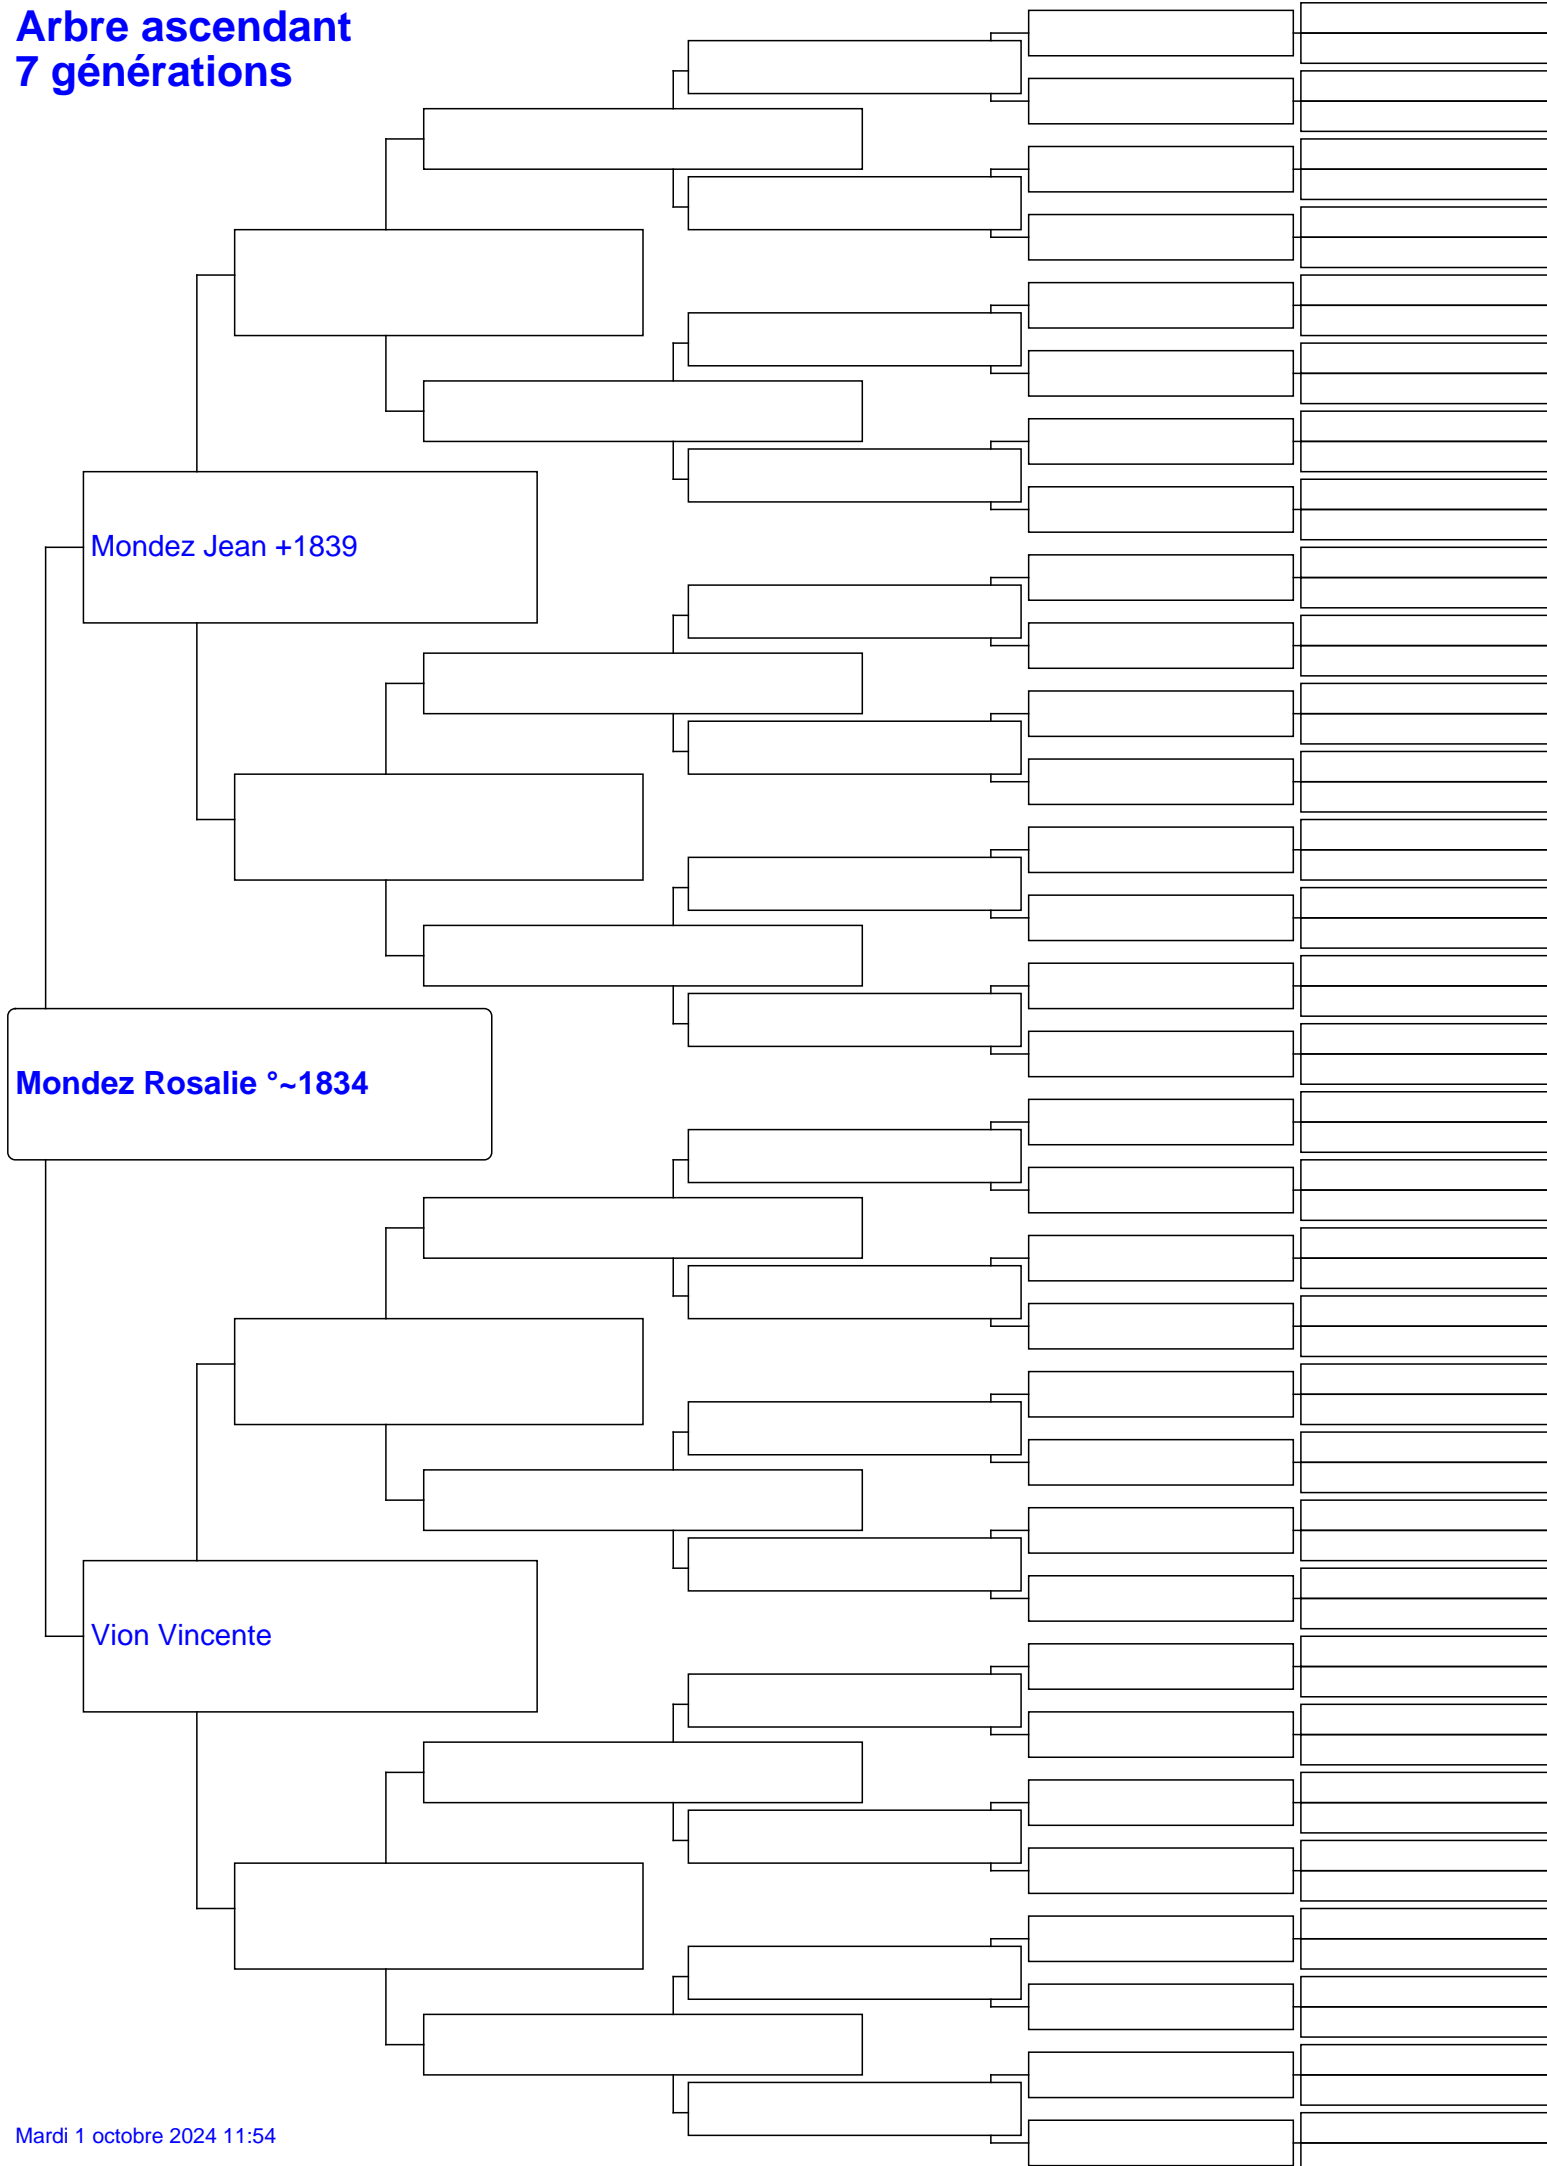 Arbre ascendant
7 générations
Mondez Jean +1839
Mondez Rosalie °~1834
Vion Vincente
Mardi 1 octobre 2024 11:54